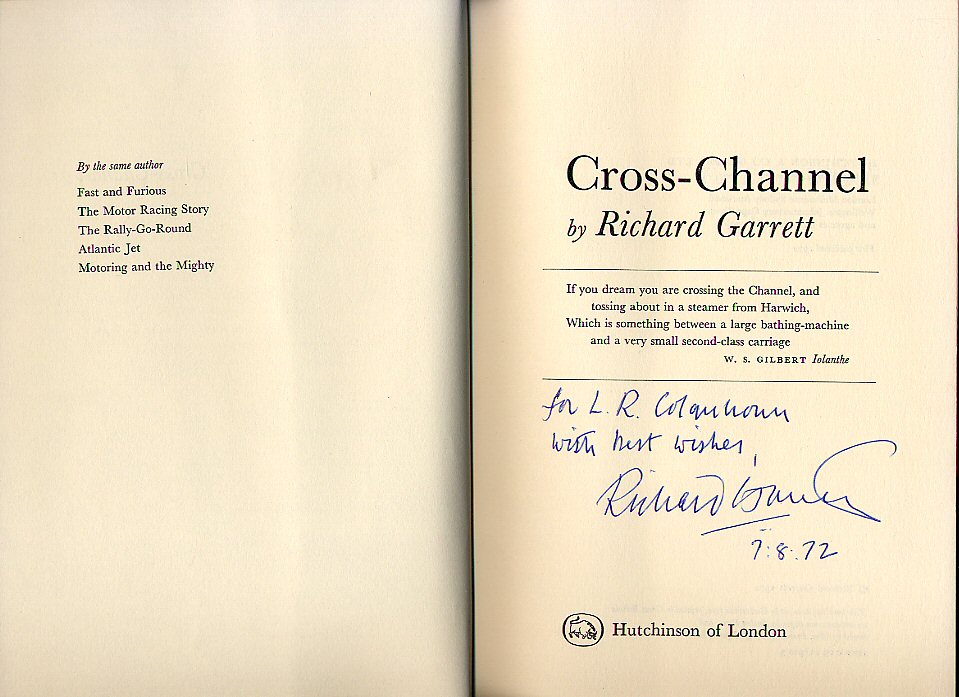 By the same author
Fast and Furious
The Motor Racing Story
The Rally-Go-Round
Atlantic Jet
Motoring and the Mighty
Cross-Channel
by Richard Garrett
If you dream you are crossing the Channel, and
tossing about in a steamer from Harwich,
Which is something between a large bathing-machine
and a very small second-class carriage
W. S. GILBERT Iolanthe
for L. R. Colquhoun
with best wishes,
Richard Garrett
7.8.72
Hutchinson of London